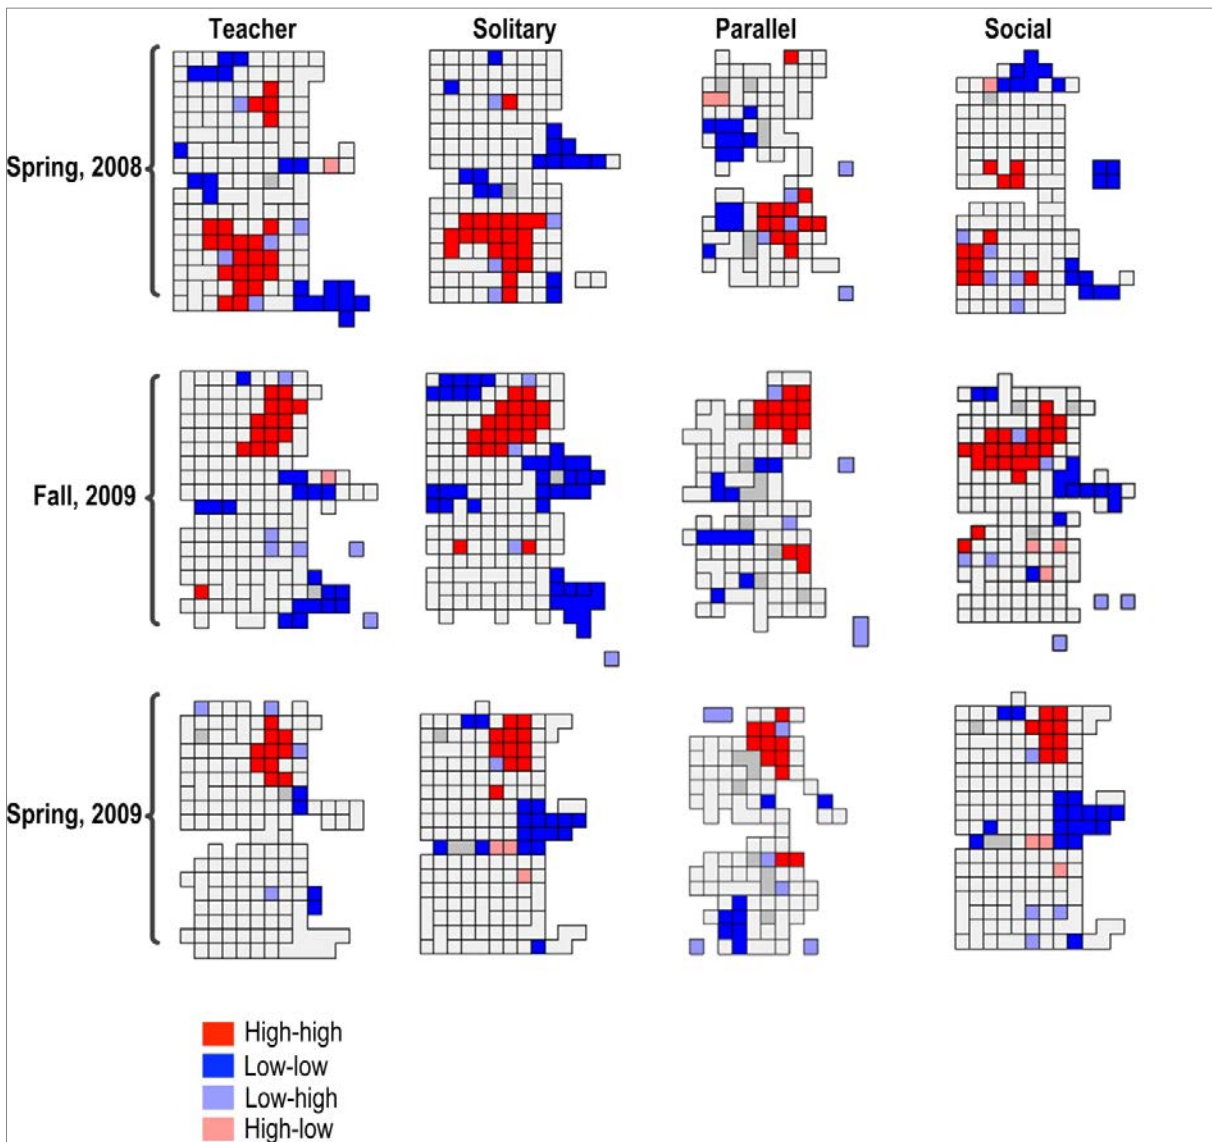 Teacher Solitary Parallel Social
Spring, 2008
Fall, 2009
Spring, 2009
High-high
Low-low
Low-high
High-low